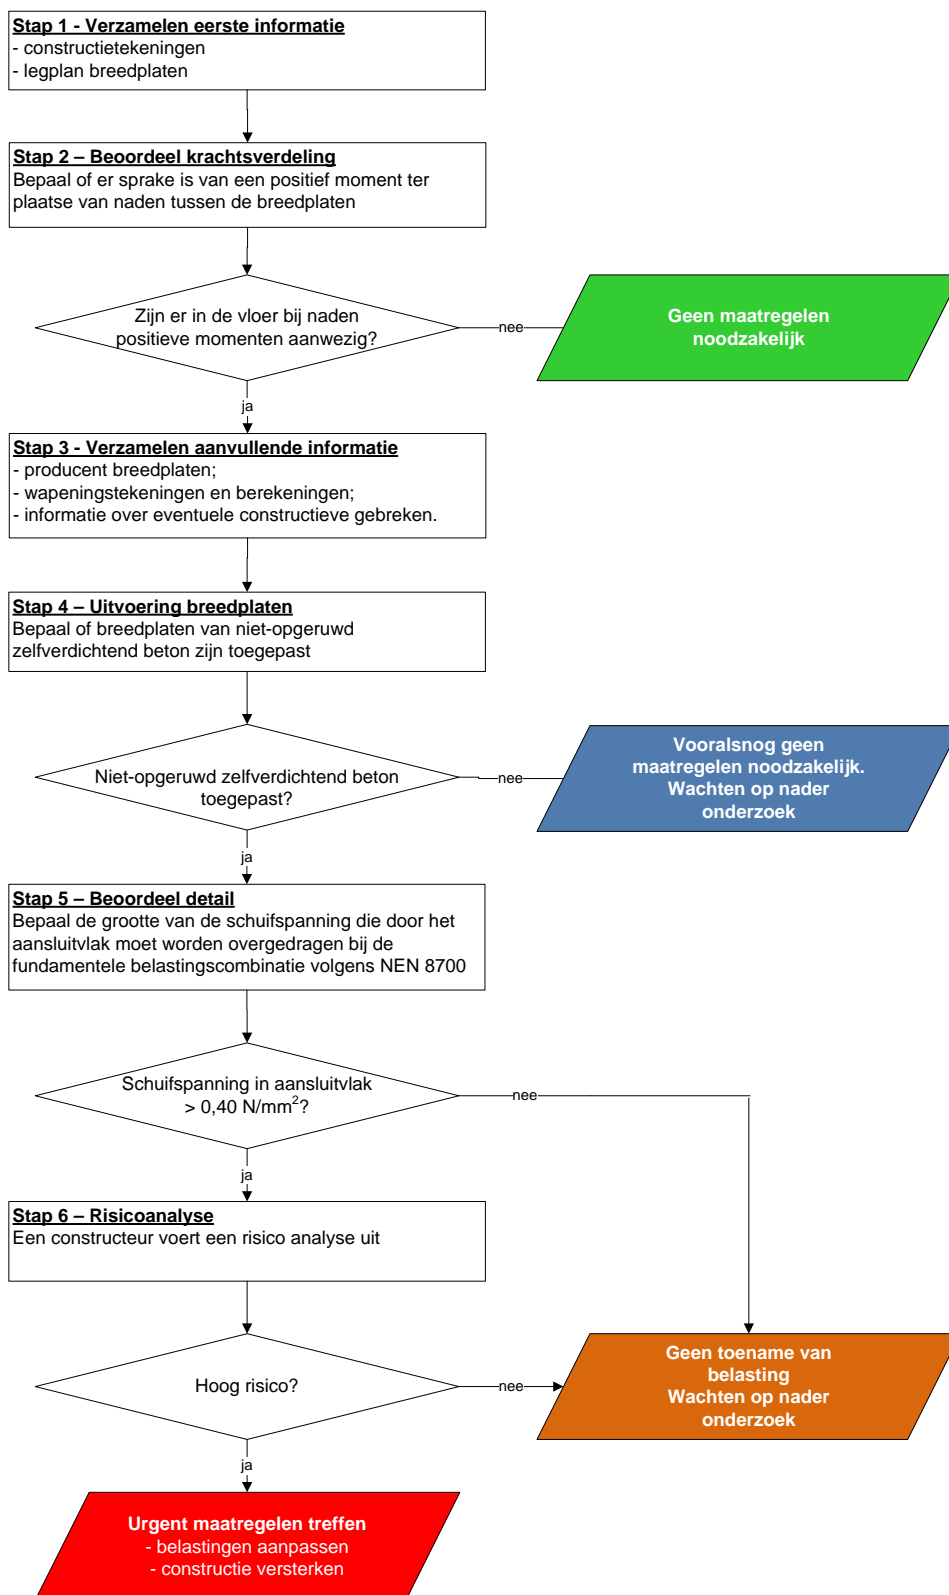 Stap 1 - Verzamelen eerste informatie
- constructietekeningen
- legplan breedplaten
Stap 2 – Beoordeel krachtsverdeling
Bepaal of er sprake is van een positief moment ter
plaatse van naden tussen de breedplaten
Zijn er in de vloer bij naden
positieve momenten aanwezig?
nee
Geen maatregelen
noodzakelijk
ja
Stap 3 - Verzamelen aanvullende informatie
- producent breedplaten;
- wapeningstekeningen en berekeningen;
- informatie over eventuele constructieve gebreken.
Stap 4 – Uitvoering breedplaten
Bepaal of breedplaten van niet-opgeruwd
zelfverdichtend beton zijn toegepast
Niet-opgeruwd zelfverdichtend beton
toegepast?
nee
Vooralsnog geen
maatregelen noodzakelijk.
Wachten op nader
onderzoek
ja
Stap 5 – Beoordeel detail
Bepaal de grootte van de schuifspanning die door het
aansluitvlak moet worden overgedragen bij de
fundamentele belastingscombinatie volgens NEN 8700
Schuifspanning in aansluitvlak
> 0,40 N/mm²?
nee
ja
Stap 6 – Risicoanalyse
Een constructeur voert een risico analyse uit
Hoog risico?
nee
Geen toename van
belasting
Wachten op nader
onderzoek
ja
Urgent maatregelen treffen
- belastingen aanpassen
- constructie versterken